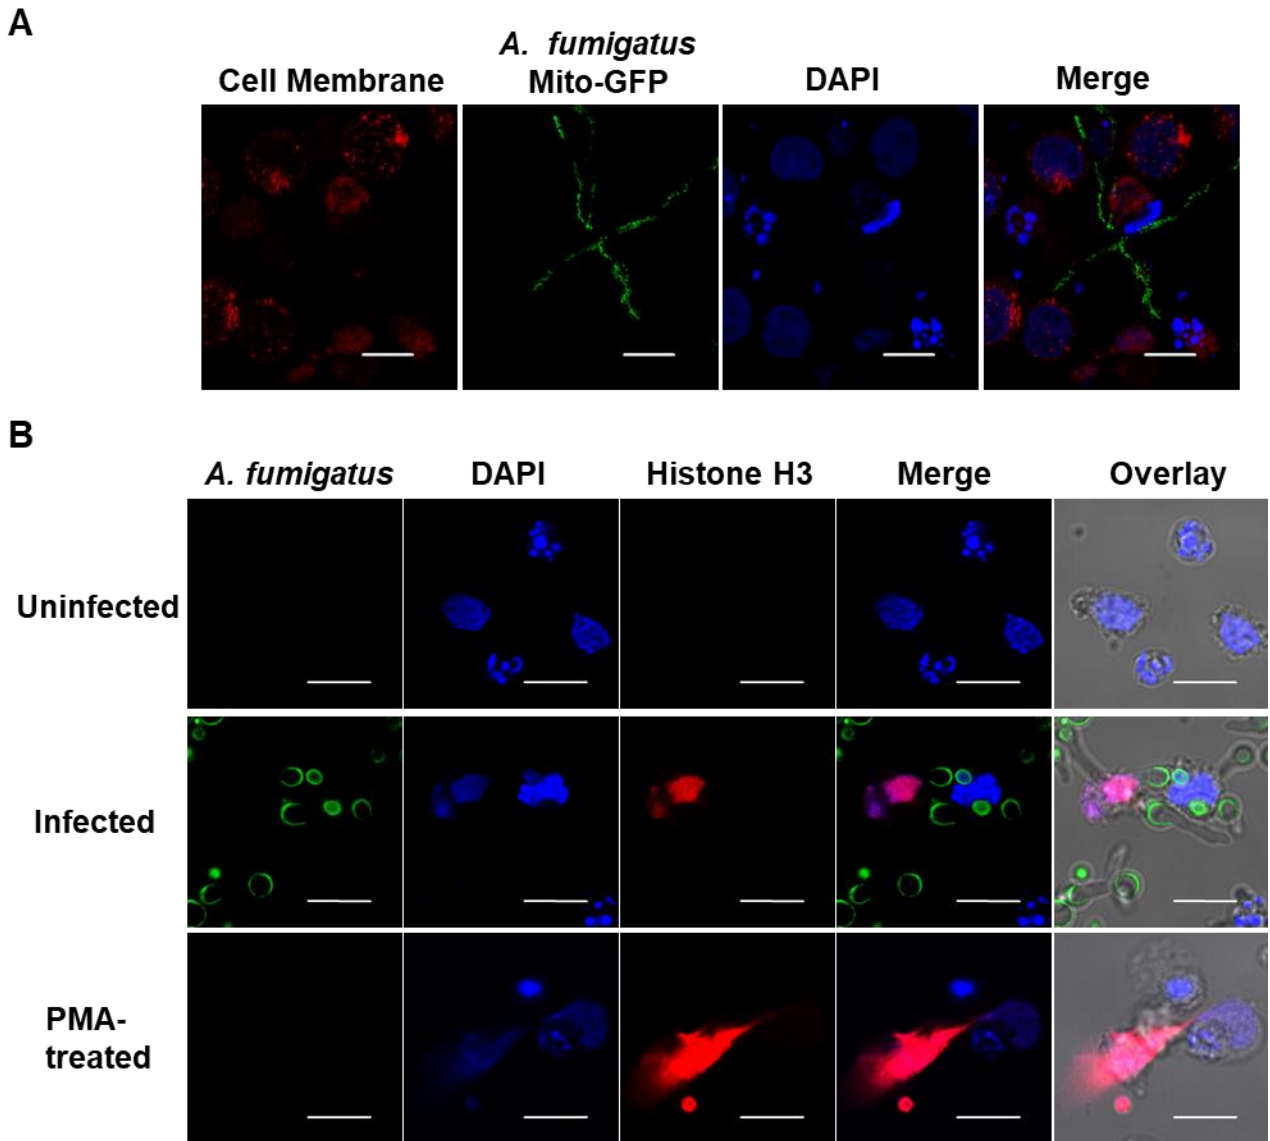 A
Cell Membrane
A. fumigatus
Mito-GFP
DAPI
Merge
B
A. fumigatus
DAPI
Histone H3
Merge
Overlay
Uninfected
Infected
PMA-
treated